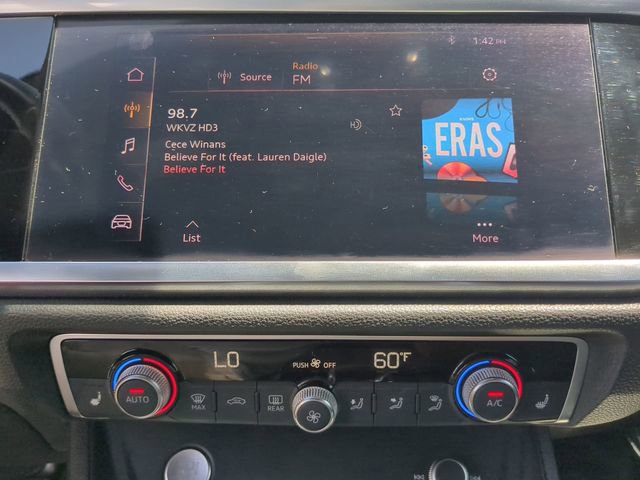 1:42 PM
Radio
Source
FM
98.7
WKVZ HD3
Cece Winans
Believe For It (feat. Lauren Daigle)
Believe For It
ERAS
List
More
LO
PUSH OFF
60°F
AUTO
MAX
REAR
A/C